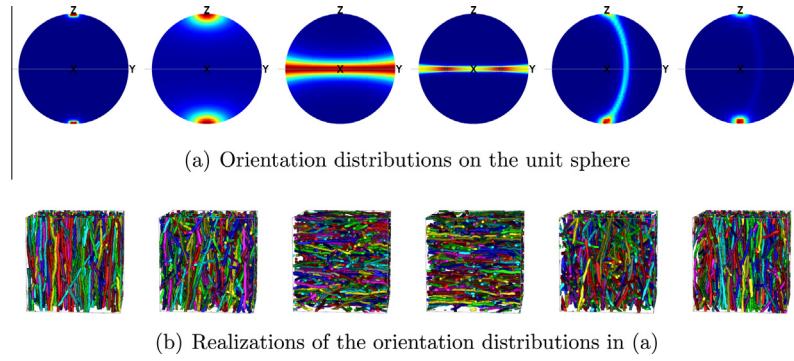 Z Z Z Z Z Z
X Y X Y X Y X Y X Y X Y
(a) Orientation distributions on the unit sphere
(b) Realizations of the orientation distributions in (a)